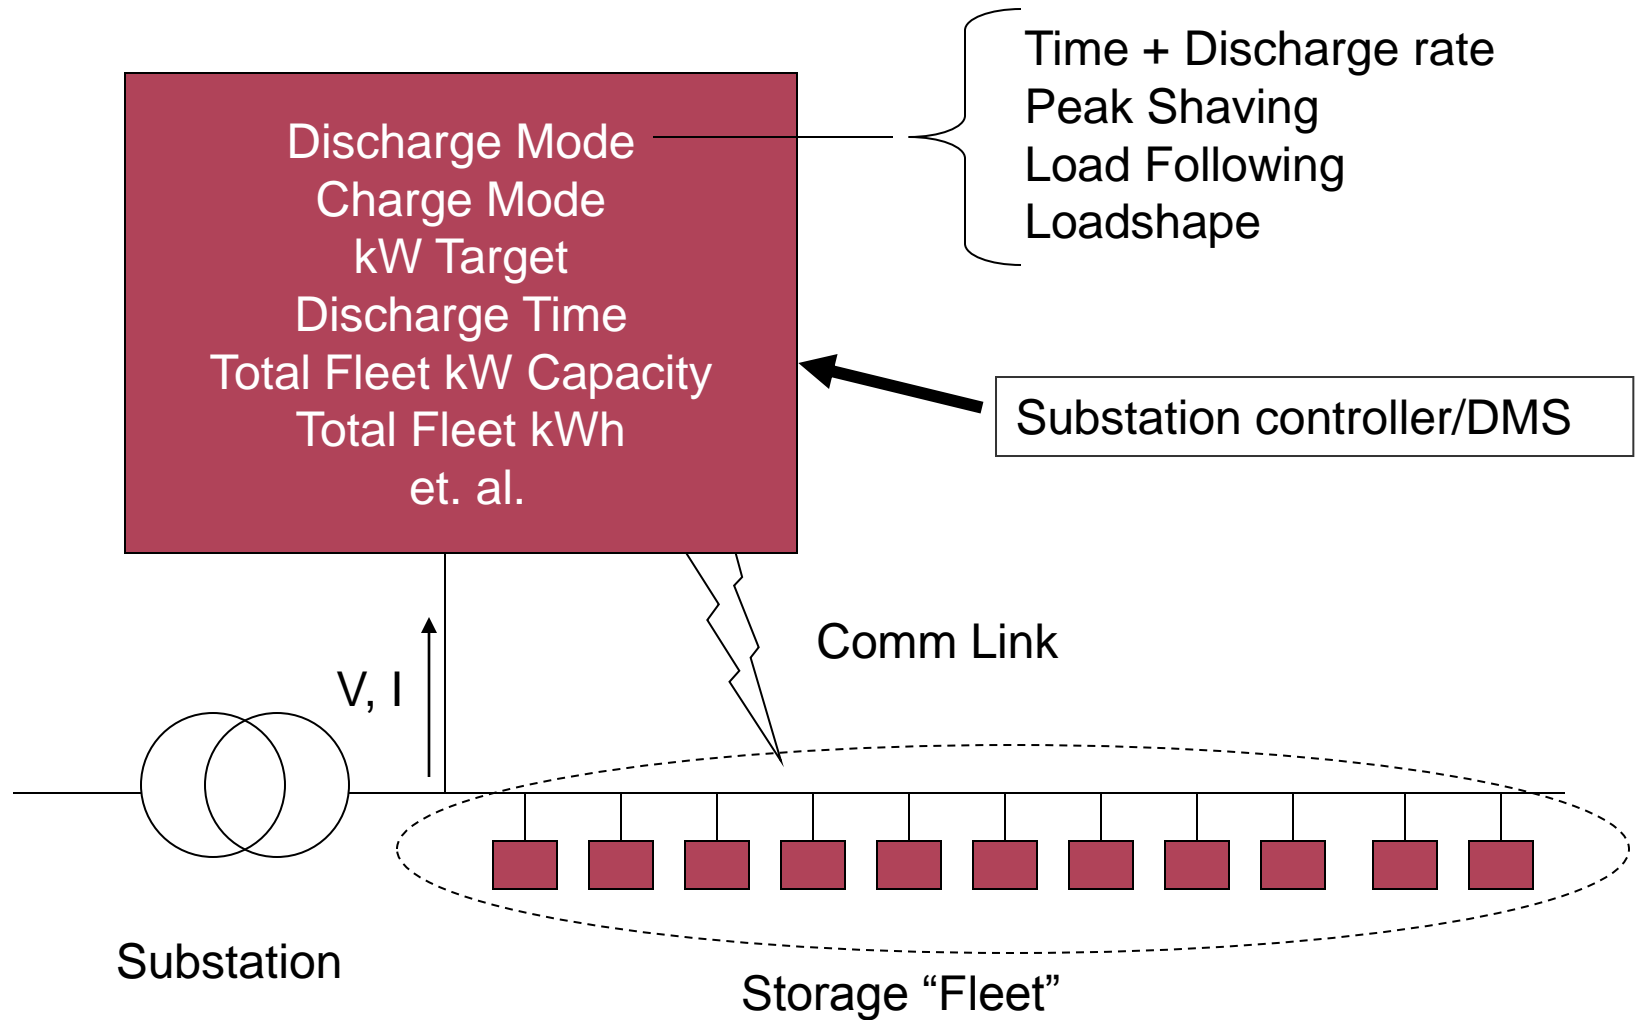 Time + Discharge rate
Peak Shaving
Load Following
Loadshape
Discharge Mode
Charge Mode
kW Target
Discharge Time
Total Fleet kW Capacity
Total Fleet kWh
et. al.
Substation controller/DMS
Comm Link
V, I
Substation
Storage “Fleet”